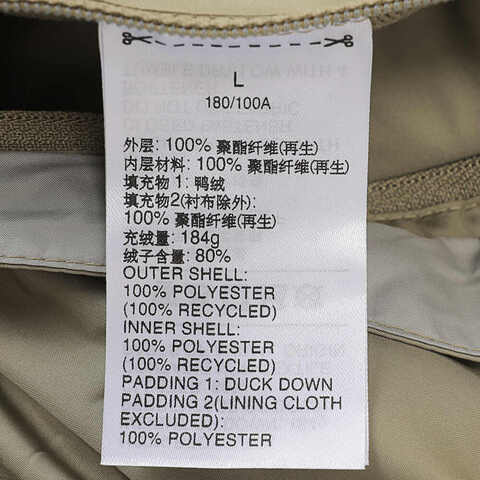 L
180/100A
外层: 100% 聚酯纤维(再生)
内层材料: 100% 聚酯纤维(再生)
填充物 1: 鸭绒
填充物2(衬布除外):
100% 聚酯纤维(再生)
充绒量: 184g
绒子含量: 80%
OUTER SHELL:
100% POLYESTER
(100% RECYCLED)
INNER SHELL:
100% POLYESTER
(100% RECYCLED)
PADDING 1: DUCK DOWN
PADDING 2(LINING CLOTH
EXCLUDED):
100% POLYESTER